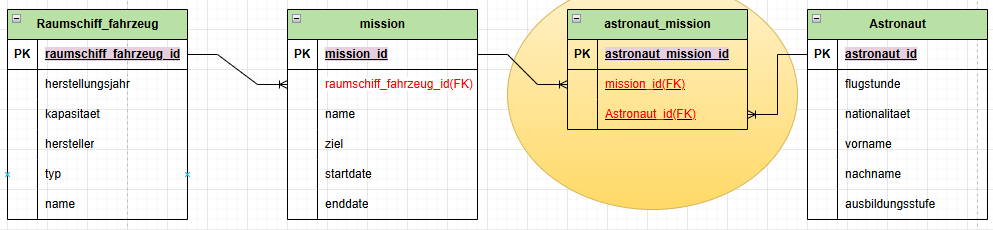 Raumschiff_fahrzeug
PK raumschiff_fahrzeug_id
herstellungsjahr
kapasitaet
hersteller
typ
name
mission
PK mission_id
raumschiff_fahrzeug_id(FK)
name
ziel
startdate
enddate
astronaut_mission
PK astronaut_mission_id
mission_id(FK)
Astronaut_id(FK)
Astronaut
PK astronaut_id
flugstunde
nationalitaet
vorname
nachname
ausbildungsstufe